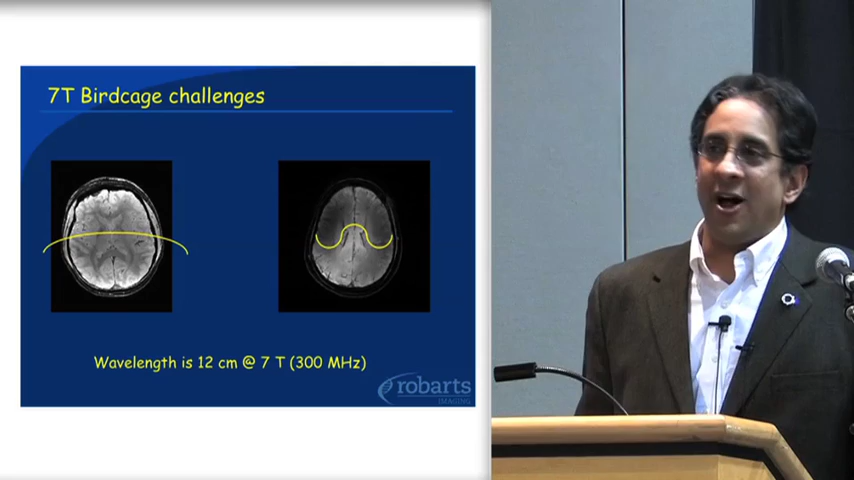 7T Birdcage challenges
Wavelength is 12 cm @ 7 T (300 MHz)
robarts
IMAGING